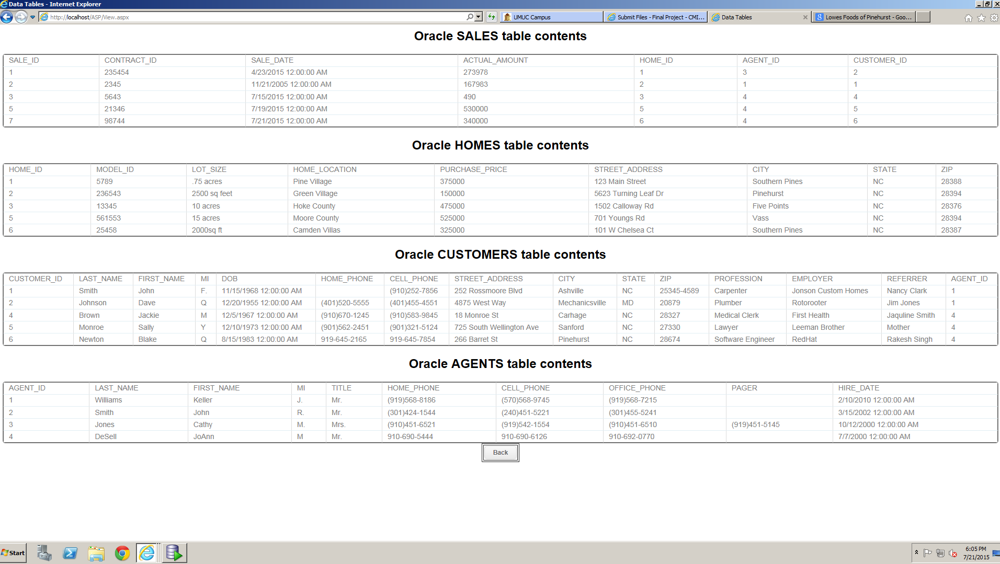 Data Tables - Internet Explorer
http://localhost/ASP/View.aspx UMUC Campus Submit Files - Final Project - CMI... Data Tables Lowes Foods of Pinehurst - Goo...
Oracle SALES table contents
SALE_ID CONTRACT_ID SALE_DATE ACTUAL_AMOUNT HOME_ID AGENT_ID CUSTOMER_ID
1 235454 4/23/2015 12:00:00 AM 273978 1 3 2
2 2345 11/21/2005 12:00:00 AM 167983 2 1 1
3 5643 7/15/2015 12:00:00 AM 490 3 4 4
5 21346 7/19/2015 12:00:00 AM 530000 5 4 5
7 98744 7/21/2015 12:00:00 AM 340000 6 4 6
Oracle HOMES table contents
HOME_ID MODEL_ID LOT_SIZE HOME_LOCATION PURCHASE_PRICE STREET_ADDRESS CITY STATE ZIP
1 5789 .75 acres Pine Village 375000 123 Main Street Southern Pines NC 28388
2 236543 2500 sq feet Green Village 150000 5623 Turning Leaf Dr Pinehurst NC 28394
3 13345 10 acres Hoke County 475000 1502 Calloway Rd Five Points NC 28376
5 561553 15 acres Moore County 525000 701 Youngs Rd Vass NC 28394
6 25458 2000sq ft Camden Villas 325000 101 W Chelsea Ct Southern Pines NC 28387
Oracle CUSTOMERS table contents
CUSTOMER_ID LAST_NAME FIRST_NAME MI DOB HOME_PHONE CELL_PHONE STREET_ADDRESS CITY STATE ZIP PROFESSION EMPLOYER REFERRER AGENT_ID
1 Smith John F. 11/15/1968 12:00:00 AM (910)252-7856 252 Rossmoore Blvd Ashville NC 25345-4589 Carpenter Jonson Custom Homes Nancy Clark 1
2 Johnson Dave Q 12/20/1955 12:00:00 AM (401)520-5555 (401)455-4551 4875 West Way Mechanicsville MD 20879 Plumber Rotorooter Jim Jones 1
4 Brown Jackie M 12/5/1967 12:00:00 AM (910)670-1245 (910)583-9845 18 Monroe St Carhage NC 28327 Medical Clerk First Health Jaquline Smith 4
5 Monroe Sally Y 12/10/1973 12:00:00 AM (901)562-2451 (901)321-5124 725 South Wellington Ave Sanford NC 27330 Lawyer Leeman Brother Mother 4
6 Newton Blake Q 8/15/1983 12:00:00 AM 919-645-2165 919-645-7854 266 Barret St Pinehurst NC 28674 Software Engineer RedHat Rakesh Singh 4
Oracle AGENTS table contents
AGENT_ID LAST_NAME FIRST_NAME MI TITLE HOME_PHONE CELL_PHONE OFFICE_PHONE PAGER HIRE_DATE
1 Williams Keller J. Mr. (919)568-8186 (570)568-9745 (919)568-7215 2/10/2010 12:00:00 AM
2 Smith John R. Mr. (301)424-1544 (240)451-5221 (301)455-5241 3/15/2002 12:00:00 AM
3 Jones Cathy M. Mrs. (910)451-6521 (919)542-1554 (910)451-6510 (919)451-5145 10/12/2000 12:00:00 AM
4 DeSell JoAnn M Mr. 910-690-5444 910-690-6126 910-692-0770 7/7/2000 12:00:00 AM
Back
Start 6:05 PM
7/21/2015